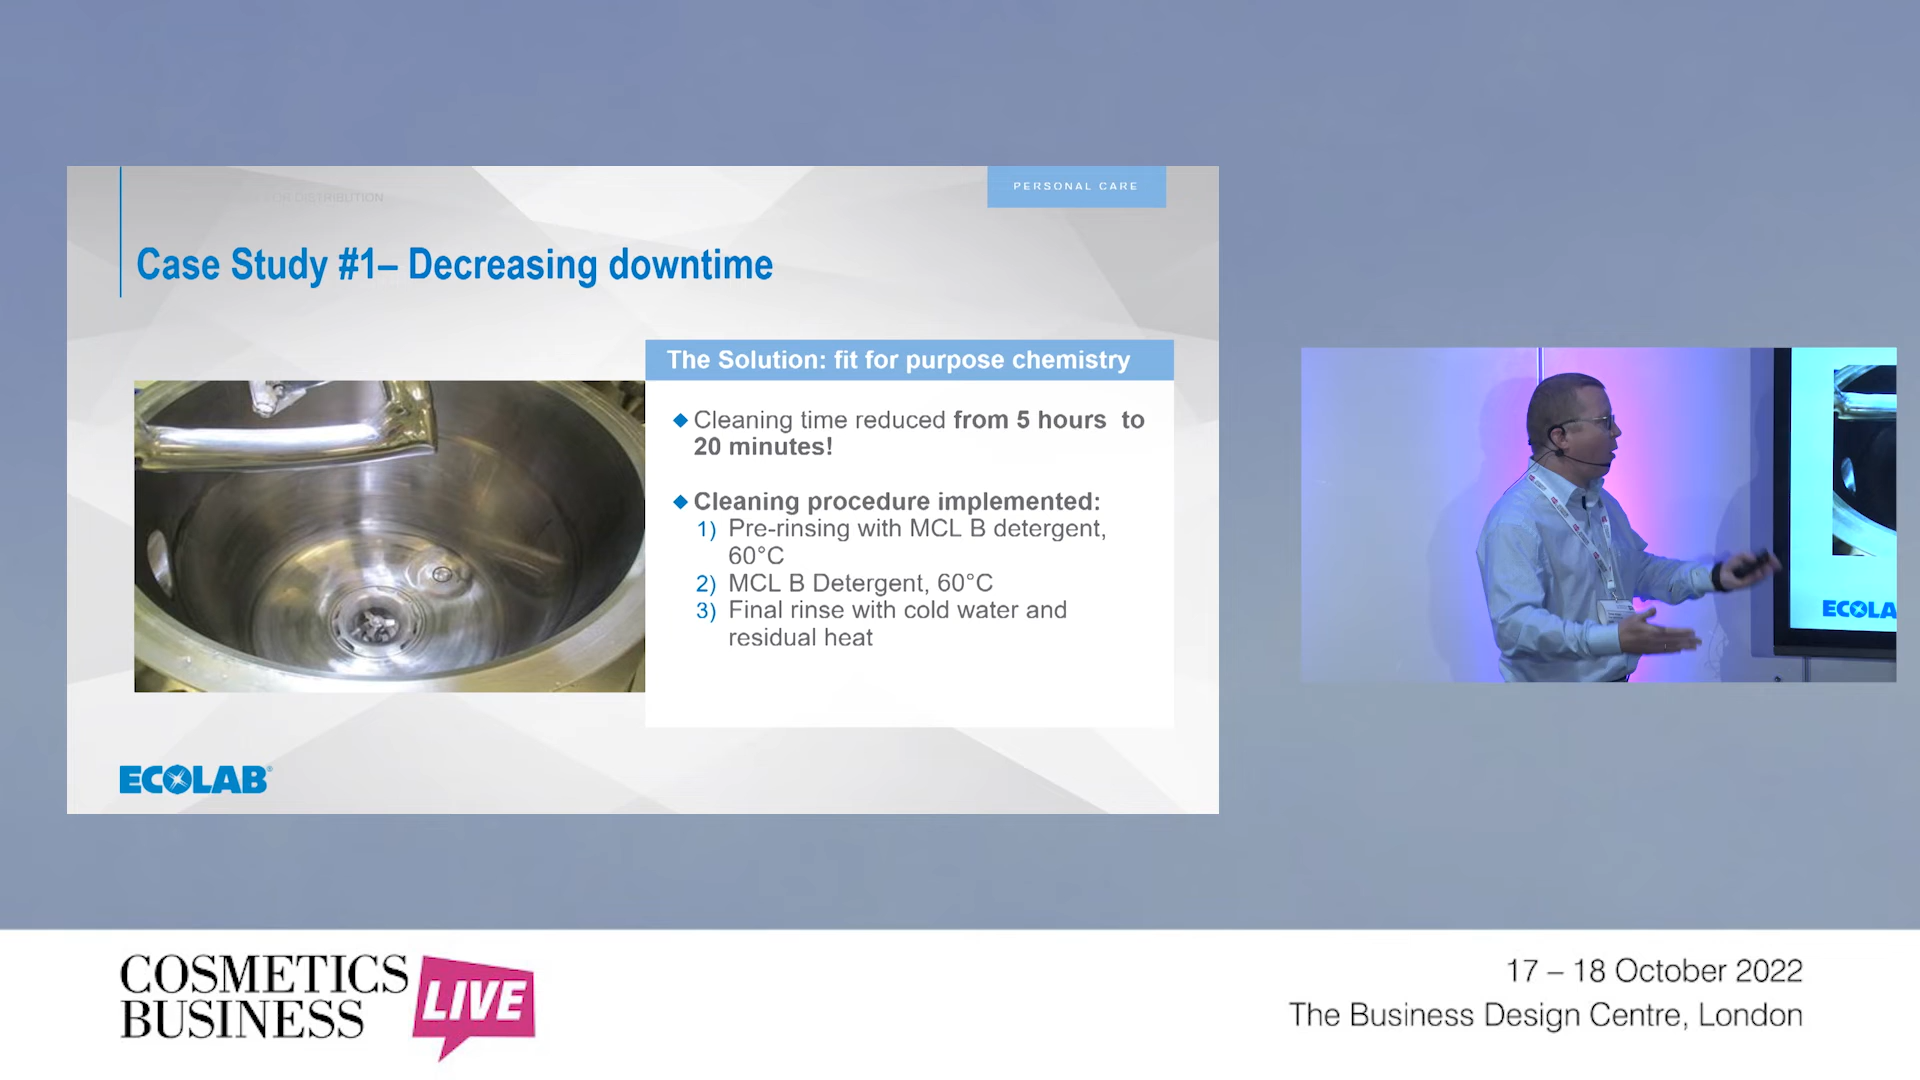 FOR DISTRIBUTION
PERSONAL CARE
Case Study #1– Decreasing downtime
The Solution: fit for purpose chemistry
Cleaning time reduced from 5 hours to
20 minutes!
Cleaning procedure implemented:
1) Pre-rinsing with MCL B detergent,
60°C
2) MCL B Detergent, 60°C
3) Final rinse with cold water and
residual heat
ECOLAB®
ECOLA
COSMETICS
BUSINESS
LIVE
17 – 18 October 2022
The Business Design Centre, London